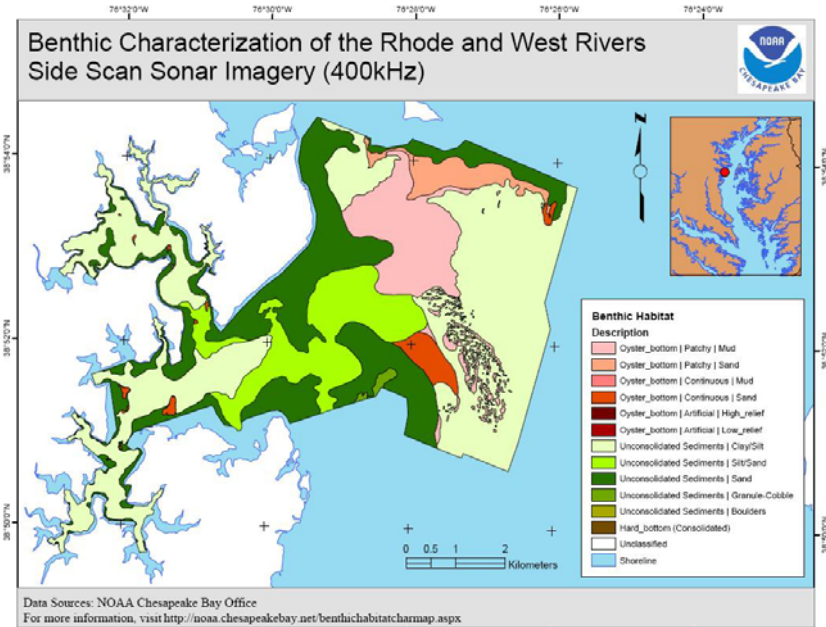 76°32'0"W 76°30'0"W 76°28'0"W 76°26'0"W 76°24'0"W
Benthic Characterization of the Rhode and West Rivers
Side Scan Sonar Imagery (400kHz)
NOAA
CHESAPEAKE BAY
38°54'0"N
N
38°52'0"N
Benthic Habitat
Description
Oyster_bottom | Patchy | Mud
Oyster_bottom | Patchy | Sand
Oyster_bottom | Continuous | Mud
Oyster_bottom | Continuous | Sand
Oyster_bottom | Artificial | High_relief
Oyster_bottom | Artificial | Low_relief
Unconsolidated Sediments | Clay/Silt
Unconsolidated Sediments | Silt/Sand
Unconsolidated Sediments | Sand
Unconsolidated Sediments | Granule-Cobble
Unconsolidated Sediments | Boulders
Hard_bottom (Consolidated)
Unclassified
Shoreline
38°50'0"N
0 0.5 1 2
Kilometers
Data Sources: NOAA Chesapeake Bay Office
For more information, visit http://noaa.chesapeakebay.net/benthichabitatcharmap.aspx